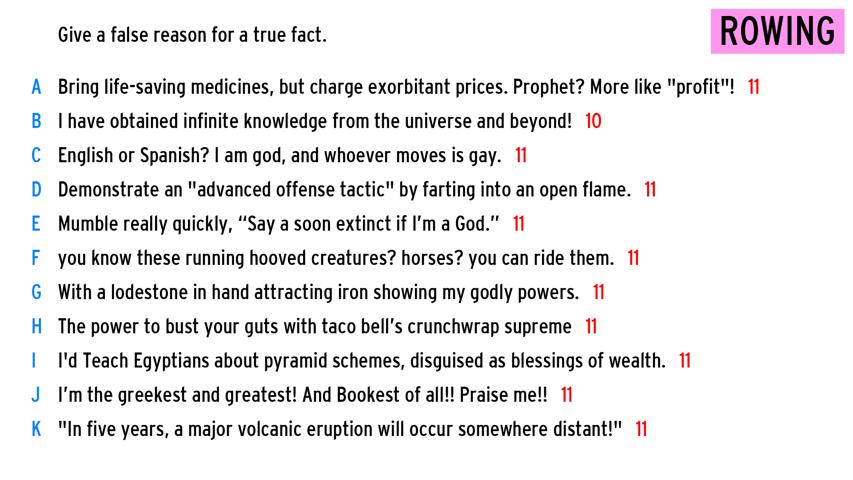 Give a false reason for a true fact.
ROWING
A Bring life-saving medicines, but charge exorbitant prices. Prophet? More like "profit"! 11
B I have obtained infinite knowledge from the universe and beyond! 10
C English or Spanish? I am god, and whoever moves is gay. 11
D Demonstrate an "advanced offense tactic" by farting into an open flame. 11
E Mumble really quickly, “Say a soon extinct if I’m a God.” 11
F you know these running hooved creatures? horses? you can ride them. 11
G With a lodestone in hand attracting iron showing my godly powers. 11
H The power to bust your guts with taco bell’s crunchwrap supreme 11
I I'd Teach Egyptians about pyramid schemes, disguised as blessings of wealth. 11
J I’m the greekest and greatest! And Bookest of all!! Praise me!! 11
K "In five years, a major volcanic eruption will occur somewhere distant!" 11